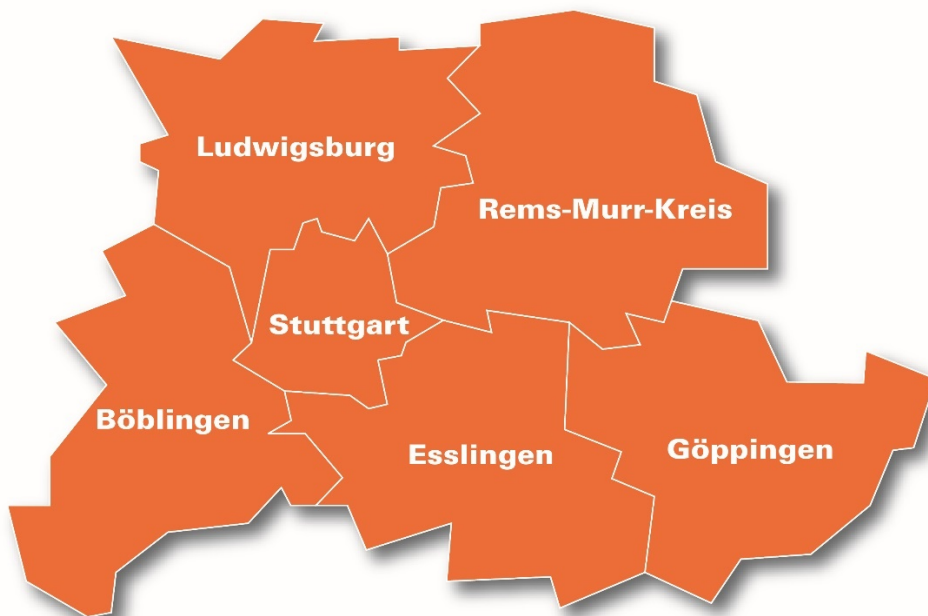 Ludwigsburg
Rems-Murr-Kreis
Stuttgart
Böblingen
Esslingen
Göppingen